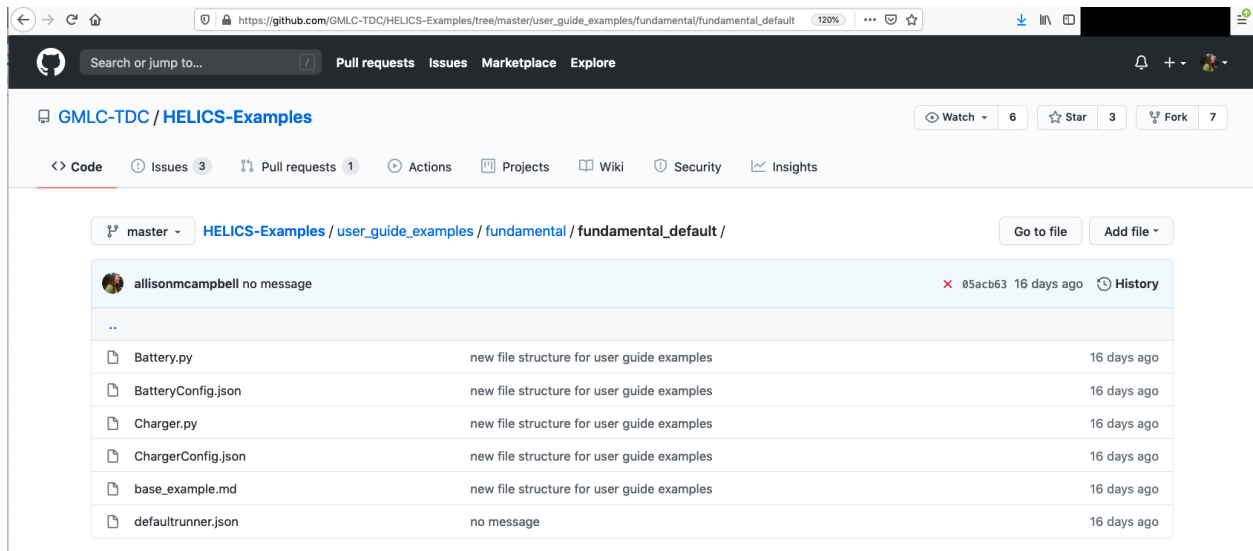 https://github.com/GMLC-TDC/HELICS-Examples/tree/master/user_guide_examples/fundamental/fundamental_default 120%
Search or jump to... / Pull requests Issues Marketplace Explore
GMLC-TDC / HELICS-Examples Watch 6 Star 3 Fork 7
Code Issues 3 Pull requests 1 Actions Projects Wiki Security Insights
master HELICS-Examples / user_guide_examples / fundamental / fundamental_default / Go to file Add file
allisonmcampbell no message 05acb63 16 days ago History
..
Battery.py new file structure for user guide examples 16 days ago
BatteryConfig.json new file structure for user guide examples 16 days ago
Charger.py new file structure for user guide examples 16 days ago
ChargerConfig.json new file structure for user guide examples 16 days ago
base_example.md new file structure for user guide examples 16 days ago
defaultrunner.json no message 16 days ago